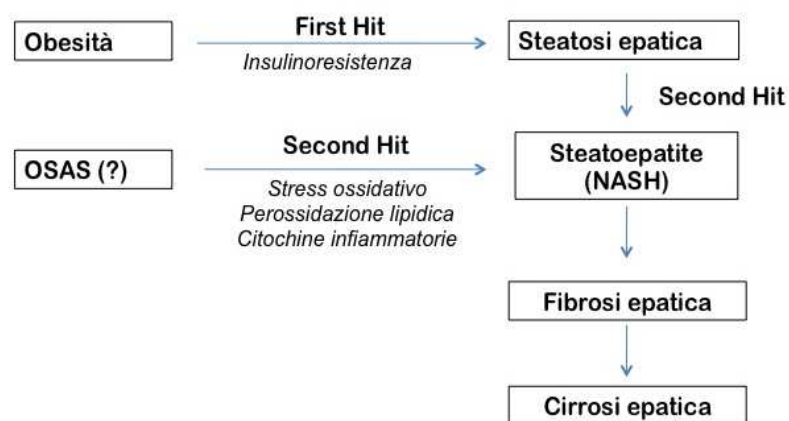 First Hit
Obesità
Insulinoresistenza
Steatosi epatica
Second Hit
Second Hit
OSAS (?)
Stress ossidativo
Perossidazione lipidica
Citochine infiammatorie
Steatoepatite
(NASH)
Fibrosi epatica
Cirrosi epatica